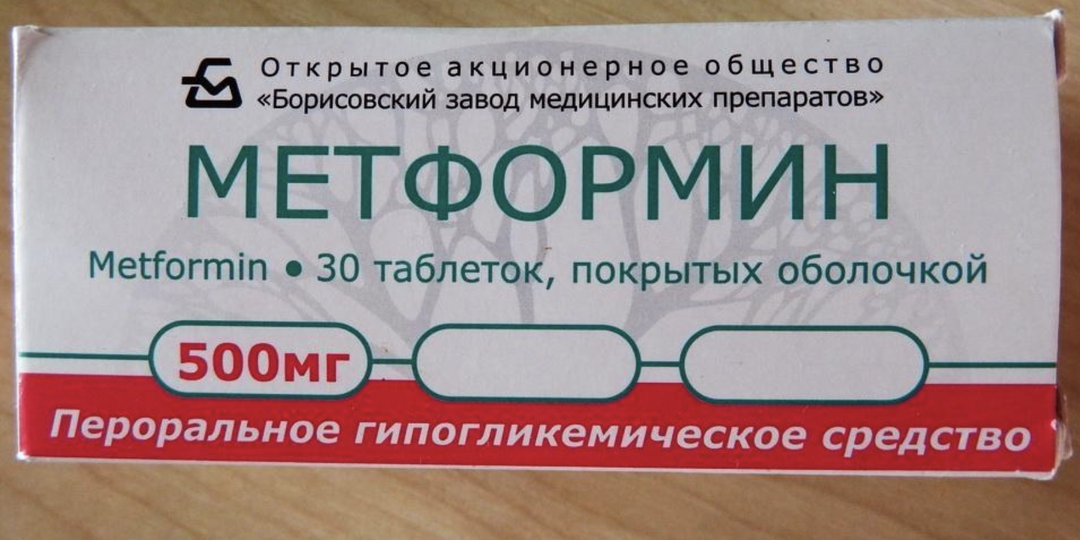 Открытое акционерное общество
«Борисовский завод медицинских препаратов»
МЕТФОРМИН
Metformin • 30 таблеток, покрытых оболочкой
500мг
Пероральное гипогликемическое средство